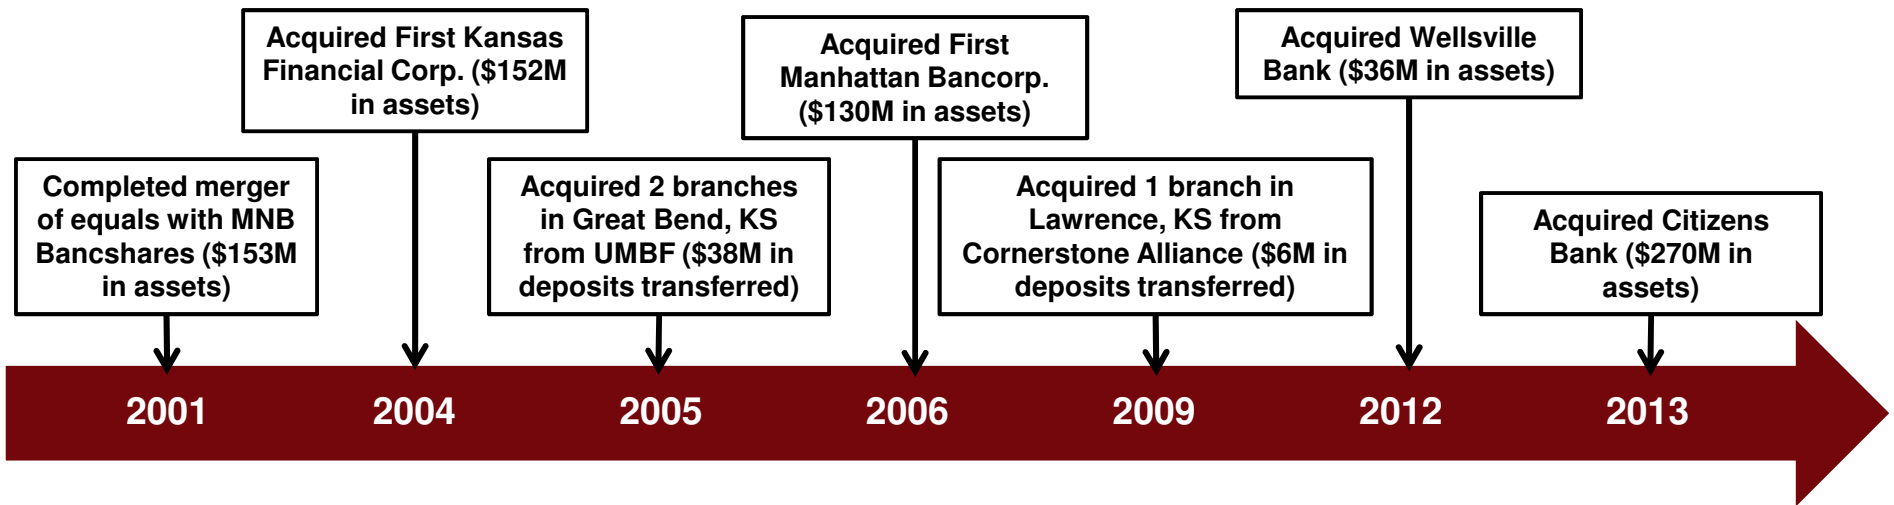 Completed merger
of equals with MNB
Bancshares ($153M
in assets)
Acquired First Kansas
Financial Corp. ($152M
in assets)
Acquired 2 branches
in Great Bend, KS
from UMBF ($38M in
deposits transferred)
Acquired First
Manhattan Bancorp.
($130M in assets)
Acquired 1 branch in
Lawrence, KS from
Cornerstone Alliance ($6M in
deposits transferred)
Acquired Wellsville
Bank ($36M in assets)
Acquired Citizens
Bank ($270M in
assets)
2001 2004 2005 2006 2009 2012 2013